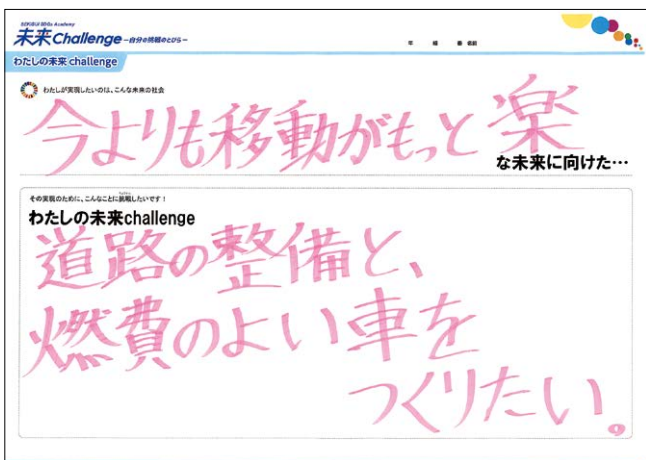 SEKISUI SDGs Academy
未来Challenge −自分の挑戦のとびら−
年 組 番 名前
わたしの未来 challenge
わたしが実現したいのは、こんな未来の社会
今よりも移動がもっと楽
な未来に向けた…
その実現のために、こんなことに挑戦したいです！
わたしの未来challenge
道路の整備と、
燃費のよい車を
つくりたい。